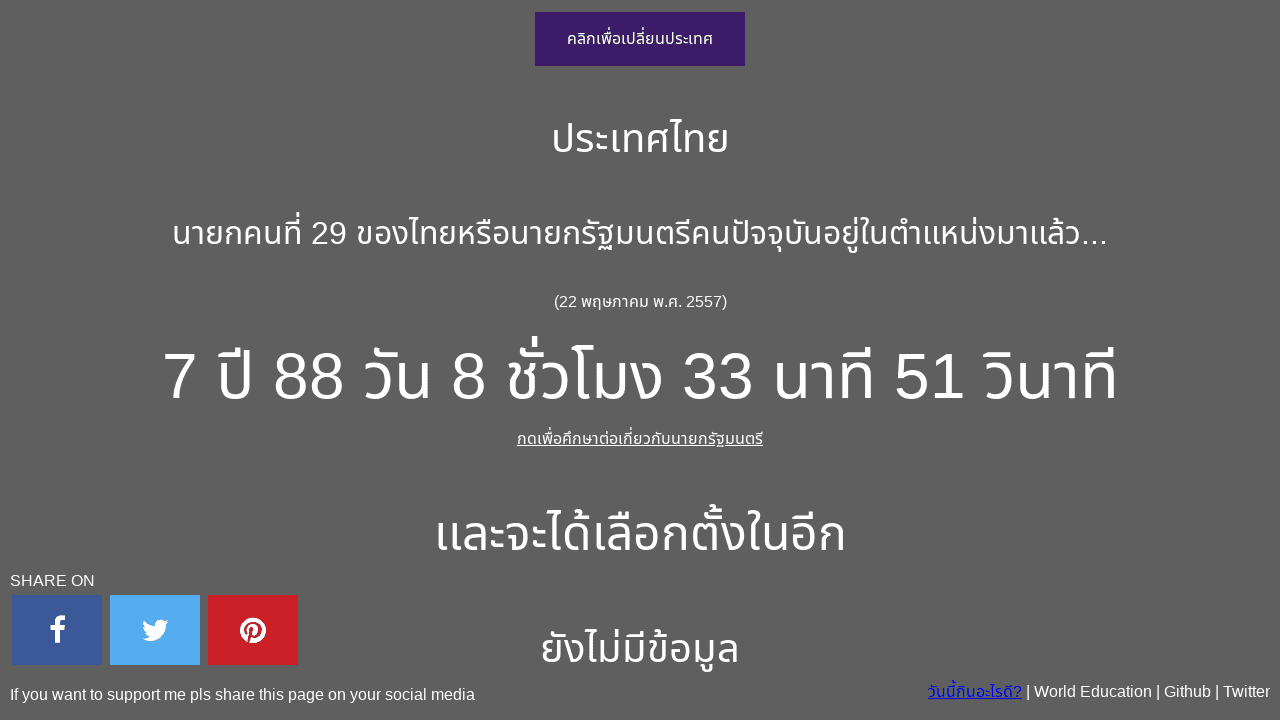 คลิกเพื่อเปลี่ยนประเทศ
ประเทศไทย
นายกคนที่ 29 ของไทยหรือนายกรัฐมนตรีคนปัจจุบันอยู่ในตำแหน่งมาแล้ว...
(22 พฤษภาคม พ.ศ. 2557)
7 ปี 88 วัน 8 ชั่วโมง 33 นาที 51 วินาที
กดเพื่อศึกษาต่อเกี่ยวกับนายกรัฐมนตรี
และจะได้เลือกตั้งในอีก
SHARE ON
ยังไม่มีข้อมูล
If you want to support me pls share this page on your social media
วันนี้กินอะไรดี? | World Education | Github | Twitter